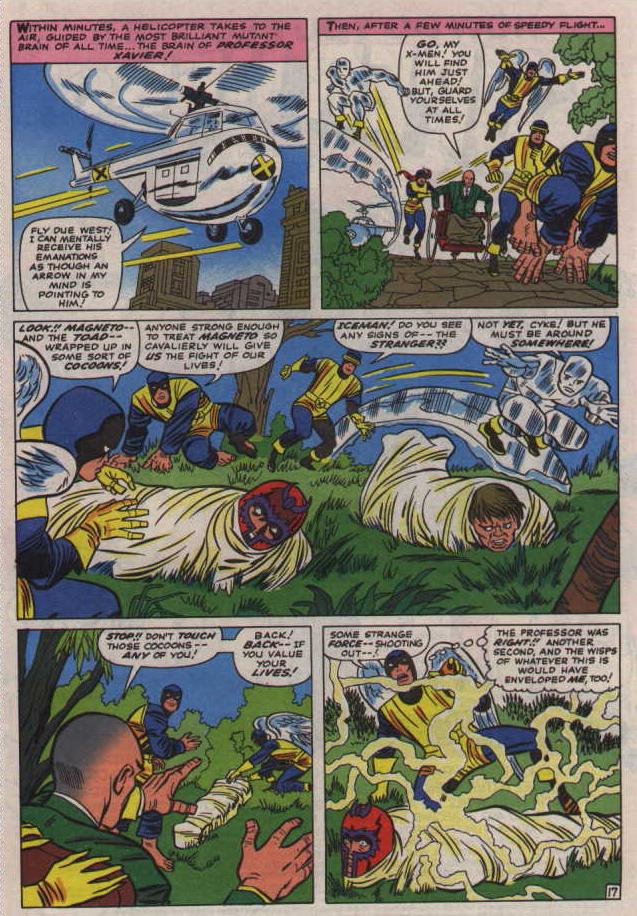 WITHIN MINUTES, A HELICOPTER TAKES TO THE
AIR, GUIDED BY THE MOST BRILLIANT MUTANT
BRAIN OF ALL TIME... THE BRAIN OF PROFESSOR
XAVIER!
FLY DUE WEST!
I CAN MENTALLY
RECEIVE HIS
EMANATIONS
AS THOUGH AN
ARROW IN MY
MIND IS
POINTING TO
HIM!
THEN, AFTER A FEW MINUTES OF SPEEDY FLIGHT...
GO, MY
X-MEN! YOU
WILL FIND
HIM JUST
AHEAD!
BUT, GUARD
YOURSELVES
AT ALL
TIMES!
LOOK!! MAGNETO--
AND THE TOAD--
WRAPPED UP IN
SOME SORT OF
COCOONS!
ANYONE STRONG ENOUGH
TO TREAT MAGNETO SO
CAVALIERLY WILL GIVE
US THE FIGHT OF OUR
LIVES!
ICEMAN! DO YOU SEE
ANY SIGNS OF-- THE
STRANGER??
NOT YET, CYKE! BUT HE
MUST BE AROUND
SOMEWHERE!
STOP!! DON'T TOUCH
THOSE COCOONS--
ANY OF YOU!
BACK!
BACK-- IF
YOU VALUE
YOUR
LIVES!
SOME STRANGE
FORCE-- SHOOTING
OUT--!
THE PROFESSOR WAS
RIGHT!! ANOTHER
SECOND, AND THE WISPS
OF WHATEVER THIS IS
WOULD HAVE
ENVELOPED ME, TOO!
17